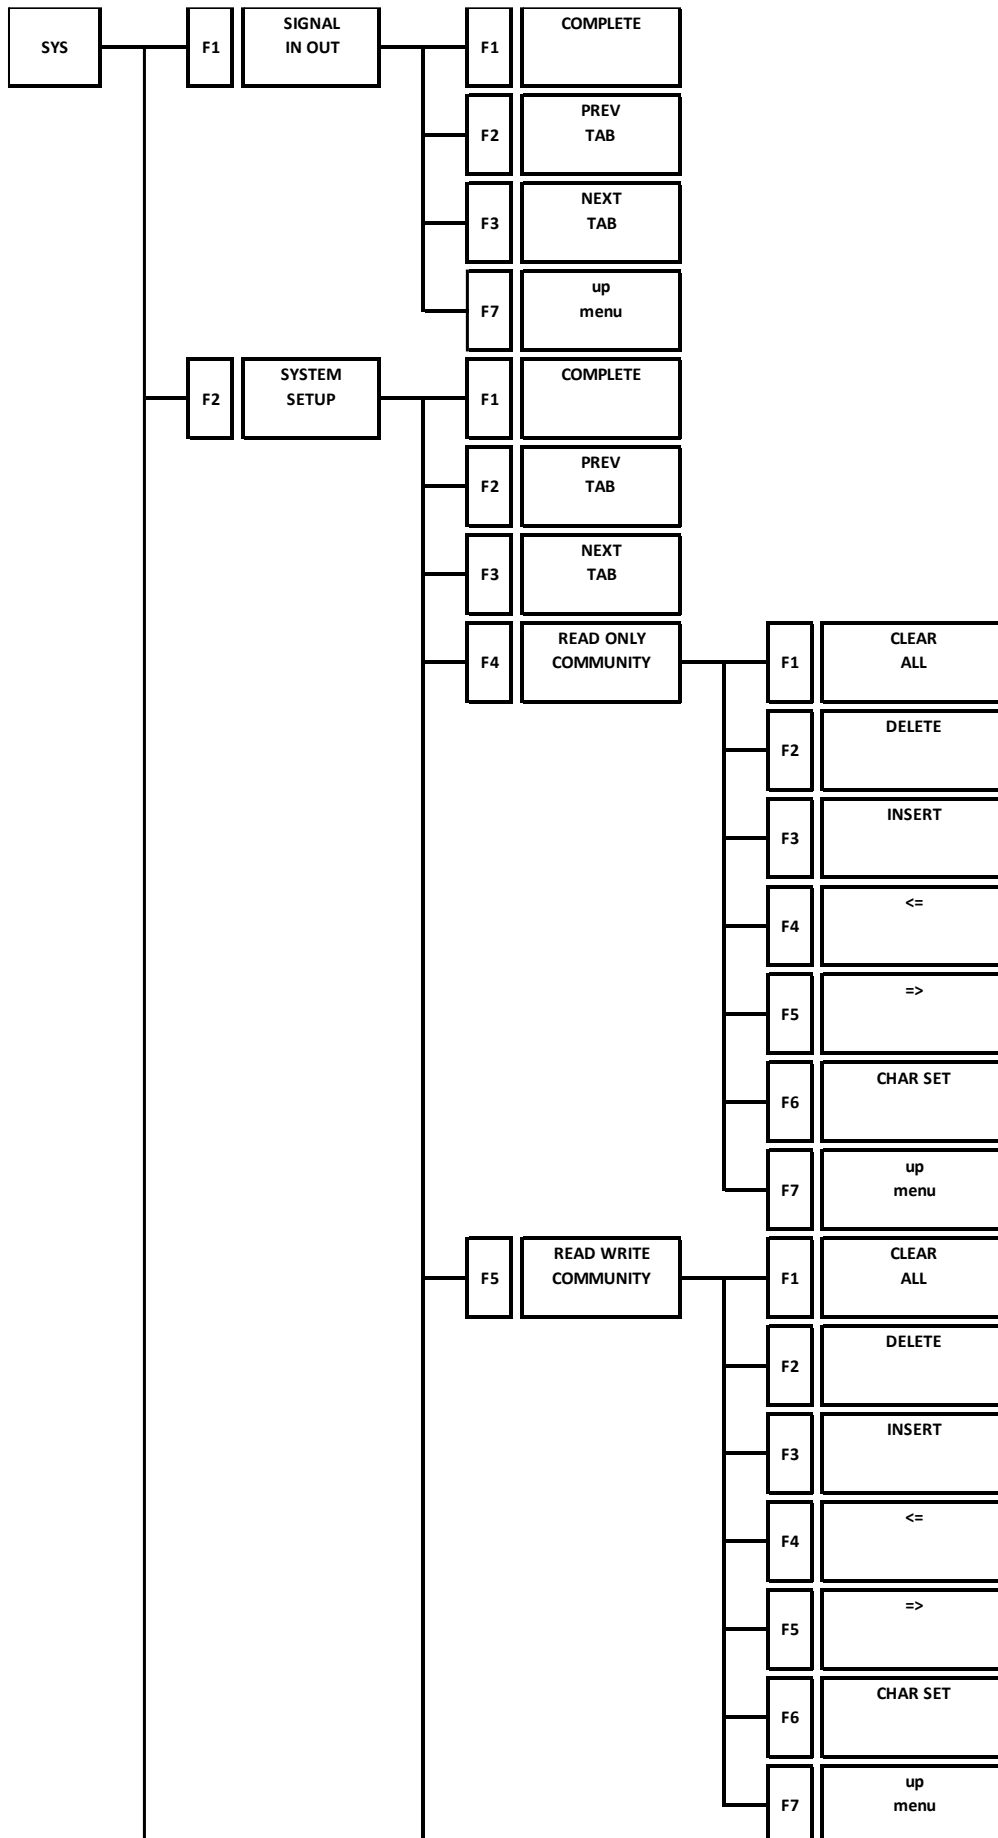 SYS
F1
SIGNAL
IN OUT
F1
COMPLETE
F2
PREV
TAB
F3
NEXT
TAB
F7
up
menu
F2
SYSTEM
SETUP
F1
COMPLETE
F2
PREV
TAB
F3
NEXT
TAB
F4
READ ONLY
COMMUNITY
F1
CLEAR
ALL
F2
DELETE
F3
INSERT
F4
<=
F5
=>
F6
CHAR SET
F7
up
menu
F5
READ WRITE
COMMUNITY
F1
CLEAR
ALL
F2
DELETE
F3
INSERT
F4
<=
F5
=>
F6
CHAR SET
F7
up
menu